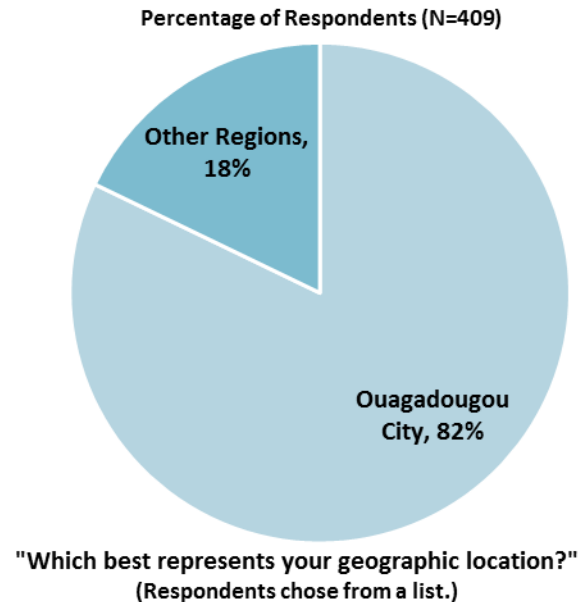 Percentage of Respondents (N=409)
Other Regions,
18%
Ouagadougou
City, 82%
"Which best represents your geographic location?"
(Respondents chose from a list.)